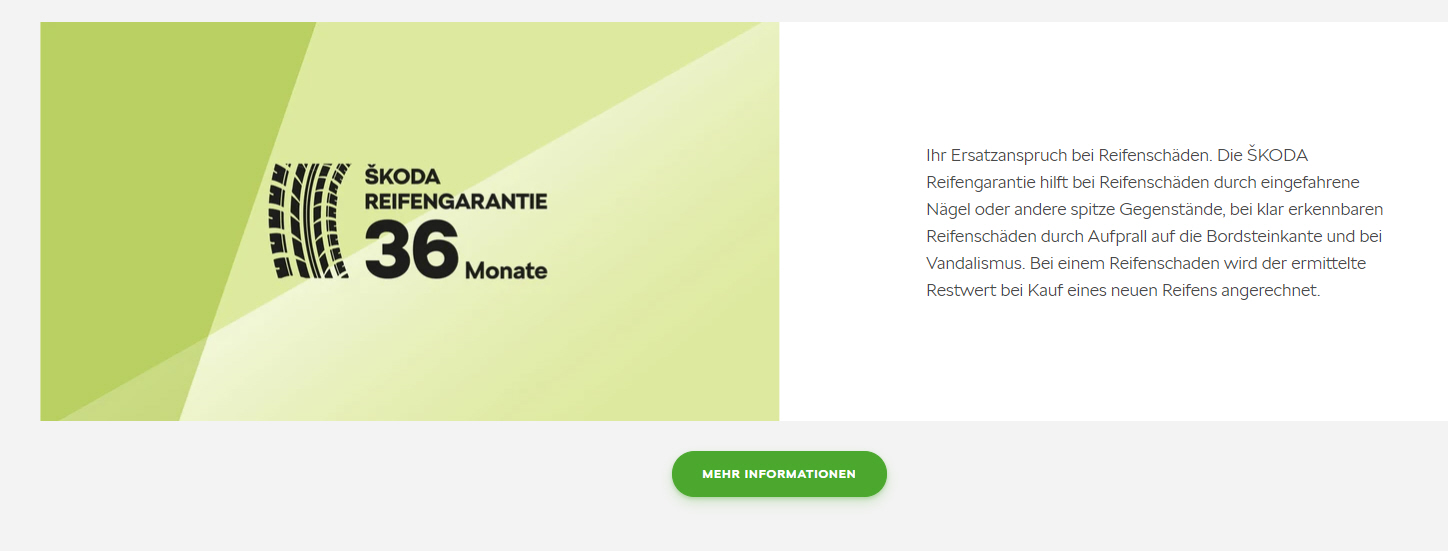 ŠKODA
REIFENGARANTIE
36 Monate
Ihr Ersatzanspruch bei Reifenschäden. Die ŠKODA
Reifengarantie hilft bei Reifenschäden durch eingefahrene
Nägel oder andere spitze Gegenstände, bei klar erkennbaren
Reifenschäden durch Aufprall auf die Bordsteinkante und bei
Vandalismus. Bei einem Reifenschaden wird der ermittelte
Restwert bei Kauf eines neuen Reifens angerechnet.
MEHR INFORMATIONEN